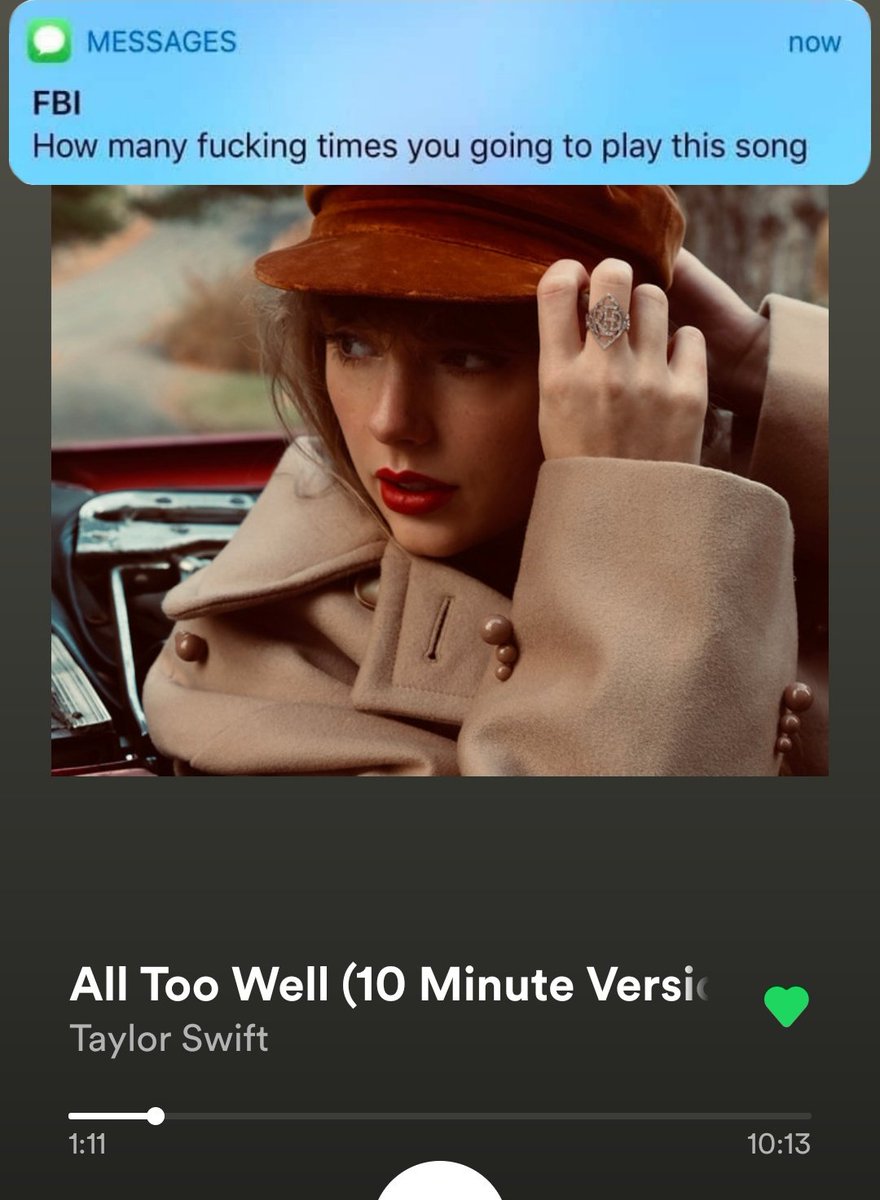 MESSAGES now
FBI
How many fucking times you going to play this song
All Too Well (10 Minute Versic
Taylor Swift
1:11 10:13